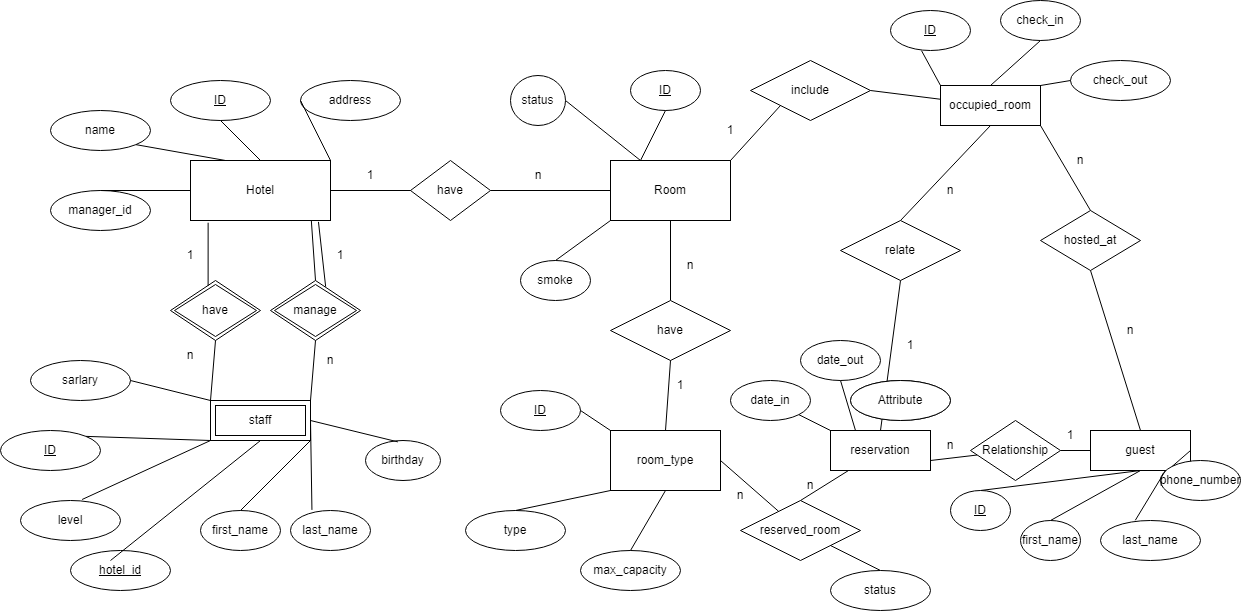 ID
check_in
check_out
occupied_room
include
1
status
ID
ID
address
name
manager_id
Hotel
1
have
n
Room
smoke
n
relate
n
hosted_at
1
1
have
manage
n
n
n
have
1
n
1
sarlary
staff
ID
level
hotel_id
first_name
last_name
birthday
ID
room_type
type
max_capacity
n
n
reserved_room
status
date_out
date_in
Attribute
reservation
n
Relationship
1
guest
phone_number
ID
first_name
last_name